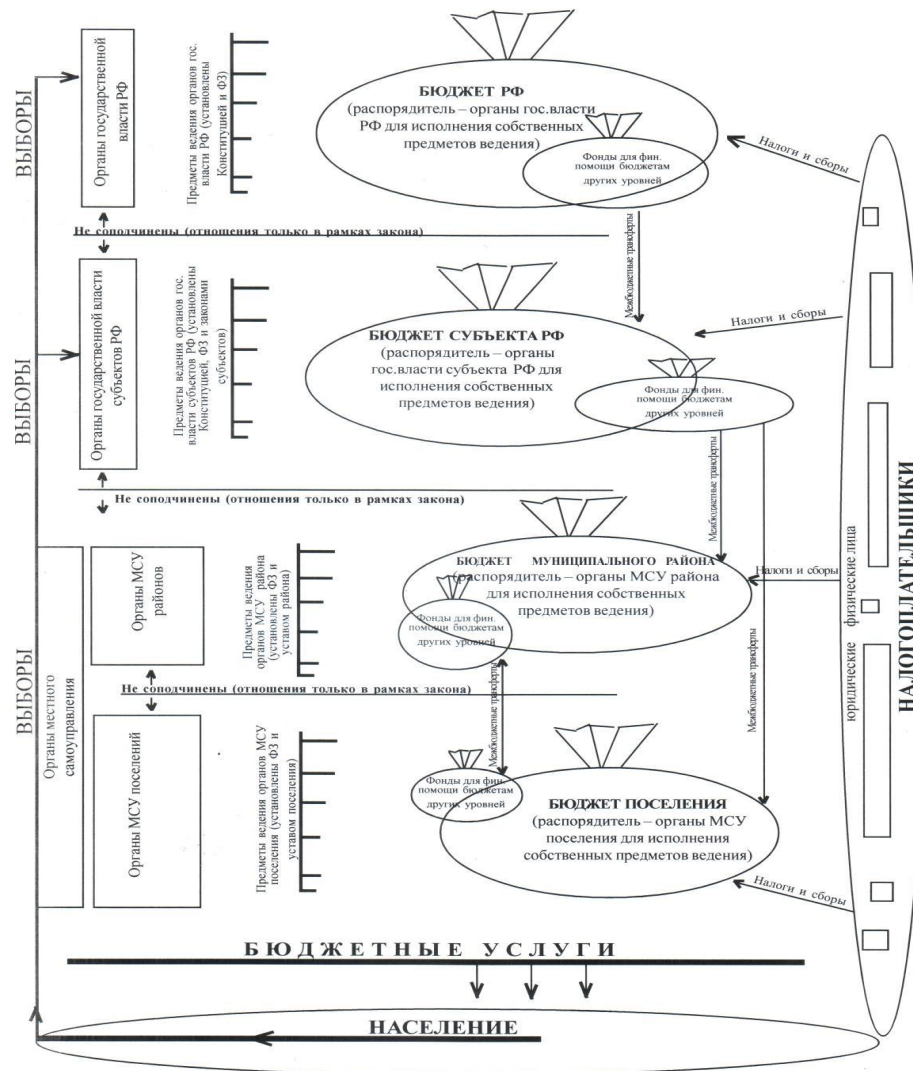 ВЫБОРЫ
Органы государственной
власти РФ
Предметы ведения органов гос.
власти РФ (установлены
Конституцией и ФЗ)
БЮДЖЕТ РФ
(распорядитель – органы гос.власти
РФ для исполнения собственных
предметов ведения)
Фонды для фин.
помощи бюджетам
других уровней
Налоги и сборы
Не соподчинены (отношения только в рамках закона)
Межбюджетные трансферты
ВЫБОРЫ
Органы государственной власти
субъектов РФ
Предметы ведения органов гос.
власти субъектов РФ (установлены
Конституцией, ФЗ и законами
субъектов)
БЮДЖЕТ СУБЪЕКТА РФ
(распорядитель – органы
гос.власти субъекта РФ для
исполнения собственных
предметов ведения)
Фонды для фин.
помощи бюджетам
других уровней
Налоги и сборы
Не соподчинены (отношения только в рамках закона)
Межбюджетные трансферты
Межбюджетные трансферты
ВЫБОРЫ
Органы местного
самоуправления
Органы МСУ
районов
Предметы ведения
органов МСУ района
(установлены ФЗ и
уставом района)
БЮДЖЕТ МУНИЦИПАЛЬНОГО РАЙОНА
(распорядитель – органы МСУ района
для исполнения собственных
предметов ведения)
Фонды для фин.
помощи бюджетам
других уровней
Налоги и сборы
Не соподчинены (отношения только в рамках закона)
Межбюджетные трансферты
Органы МСУ поселений
Предметы ведения органов МСУ
поселения (установлены ФЗ и
уставом поселения)
Фонды для фин.
помощи бюджетам
других уровней
БЮДЖЕТ ПОСЕЛЕНИЯ
(распорядитель – органы МСУ
поселения для исполнения
собственных предметов ведения)
Налоги и сборы
юридические физические лица
НАЛОГОПЛАТЕЛЬЩИКИ
БЮДЖЕТНЫЕ УСЛУГИ
НАСЕЛЕНИЕ